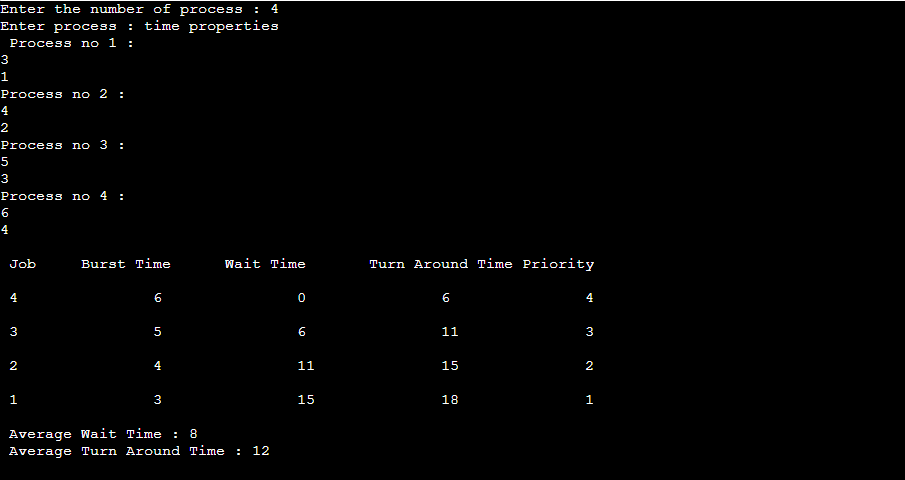 Enter the number of process : 4
Enter process : time properties
Process no 1 :
3
1
Process no 2 :
4
2
Process no 3 :
5
3
Process no 4 :
6
4
Job Burst Time Wait Time Turn Around Time Priority
4 6 0 6 4
3 5 6 11 3
2 4 11 15 2
1 3 15 18 1
Average Wait Time : 8
Average Turn Around Time : 12